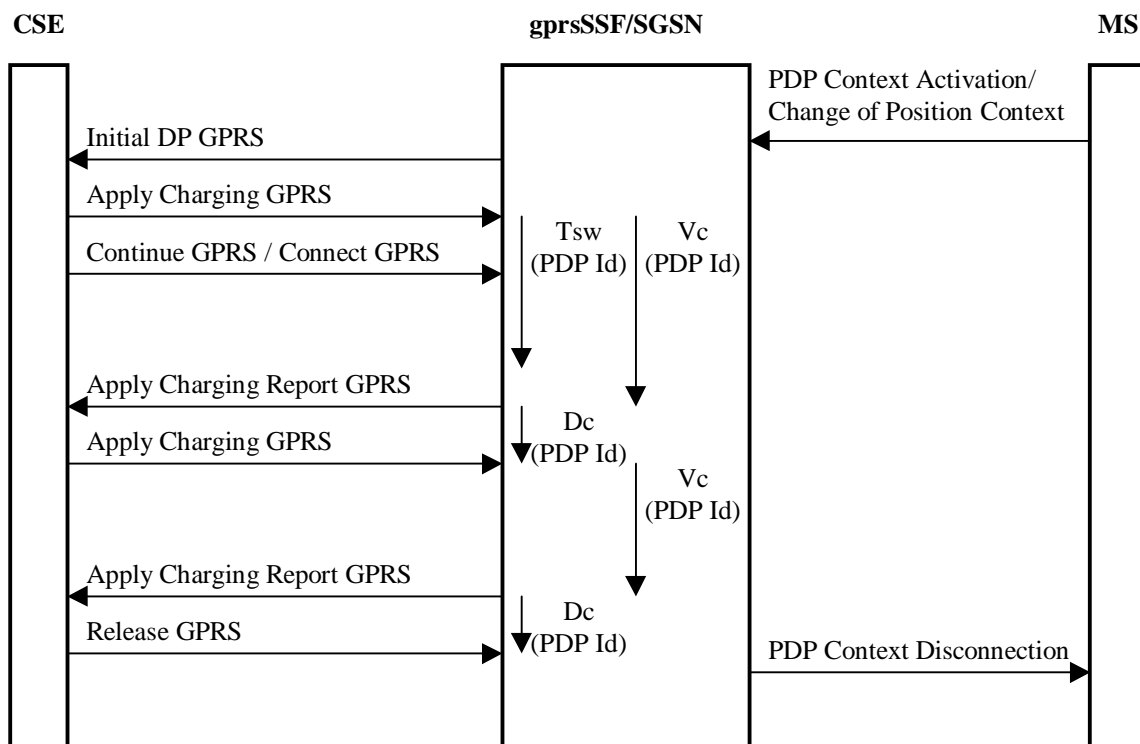 CSE
gprsSSF/SGSN
MS
PDP Context Activation/
Change of Position Context
Initial DP GPRS
Apply Charging GPRS
Tsw
(PDP Id)
Vc
(PDP Id)
Continue GPRS / Connect GPRS
Apply Charging Report GPRS
Dc
(PDP Id)
Apply Charging GPRS
Vc
(PDP Id)
Apply Charging Report GPRS
Dc
(PDP Id)
Release GPRS
PDP Context Disconnection